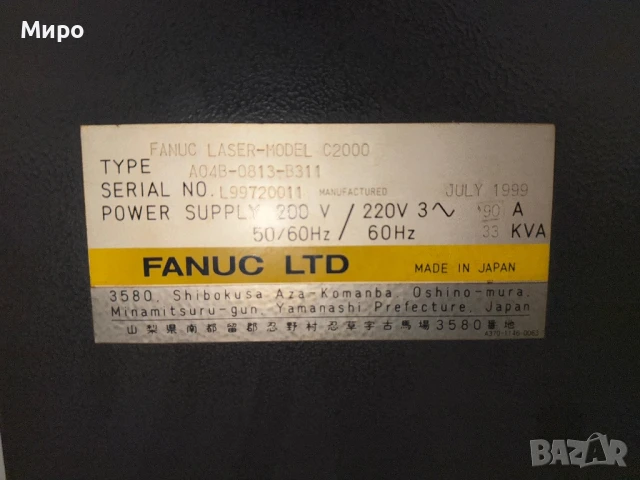 Миро
FANUC LASER-MODEL C2000
TYPE A04B-0813-B311
SERIAL NO. L99720011 MANUFACTURED JULY 1999
POWER SUPPLY 200 V / 220V 3～ 90 A
50/60Hz / 60Hz 33 KVA
FANUC LTD MADE IN JAPAN
3580, Shibokusa Aza-Komanba, Oshino-mura,
Minamitsuru-gun, Yamanashi Prefecture, Japan
山梨県南都留郡忍野村忍草字古馬場3580番地
BAZAR